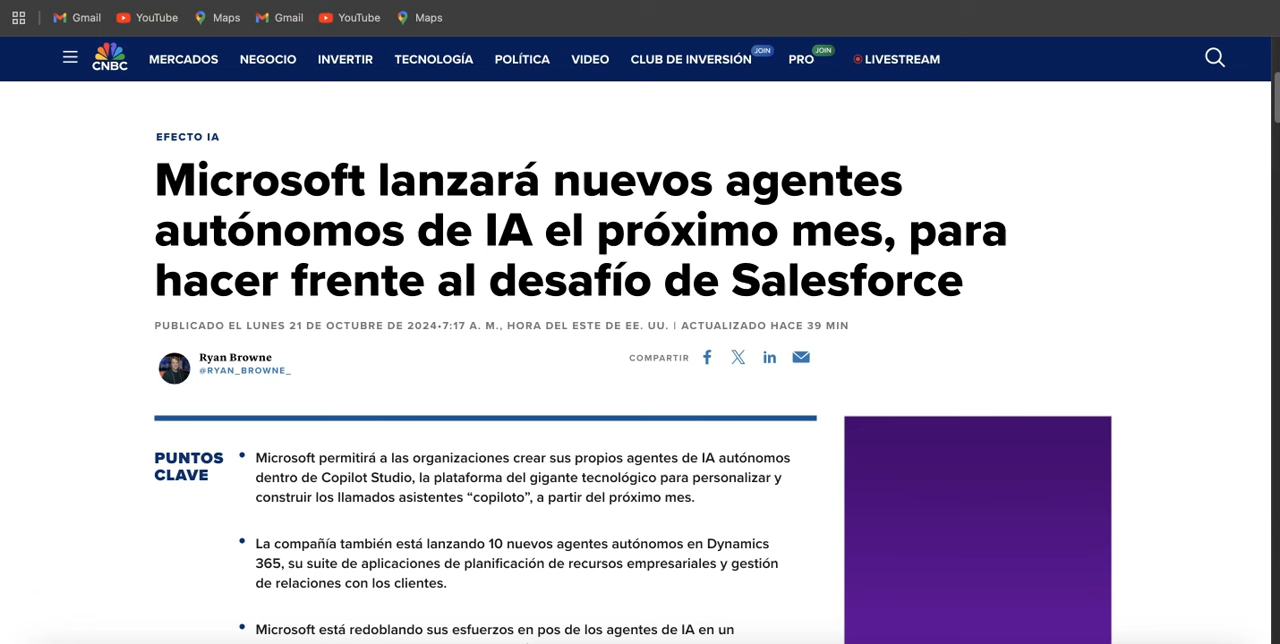 Gmail YouTube Maps Gmail YouTube Maps
CNBC MERCADOS NEGOCIO INVERTIR TECNOLOGÍA POLÍTICA VIDEO CLUB DE INVERSIÓN JOIN PRO JOIN LIVESTREAM
EFECTO IA
Microsoft lanzará nuevos agentes
autónomos de IA el próximo mes, para
hacer frente al desafío de Salesforce
PUBLICADO EL LUNES 21 DE OCTUBRE DE 2024•7:17 A. M., HORA DEL ESTE DE EE. UU. | ACTUALIZADO HACE 39 MIN
Ryan Browne
@RYAN_BROWNE_
COMPARTIR
PUNTOS
CLAVE
• Microsoft permitirá a las organizaciones crear sus propios agentes de IA autónomos
dentro de Copilot Studio, la plataforma del gigante tecnológico para personalizar y
construir los llamados asistentes “copiloto”, a partir del próximo mes.
• La compañía también está lanzando 10 nuevos agentes autónomos en Dynamics
365, su suite de aplicaciones de planificación de recursos empresariales y gestión
de relaciones con los clientes.
• Microsoft está redoblando sus esfuerzos en pos de los agentes de IA en un